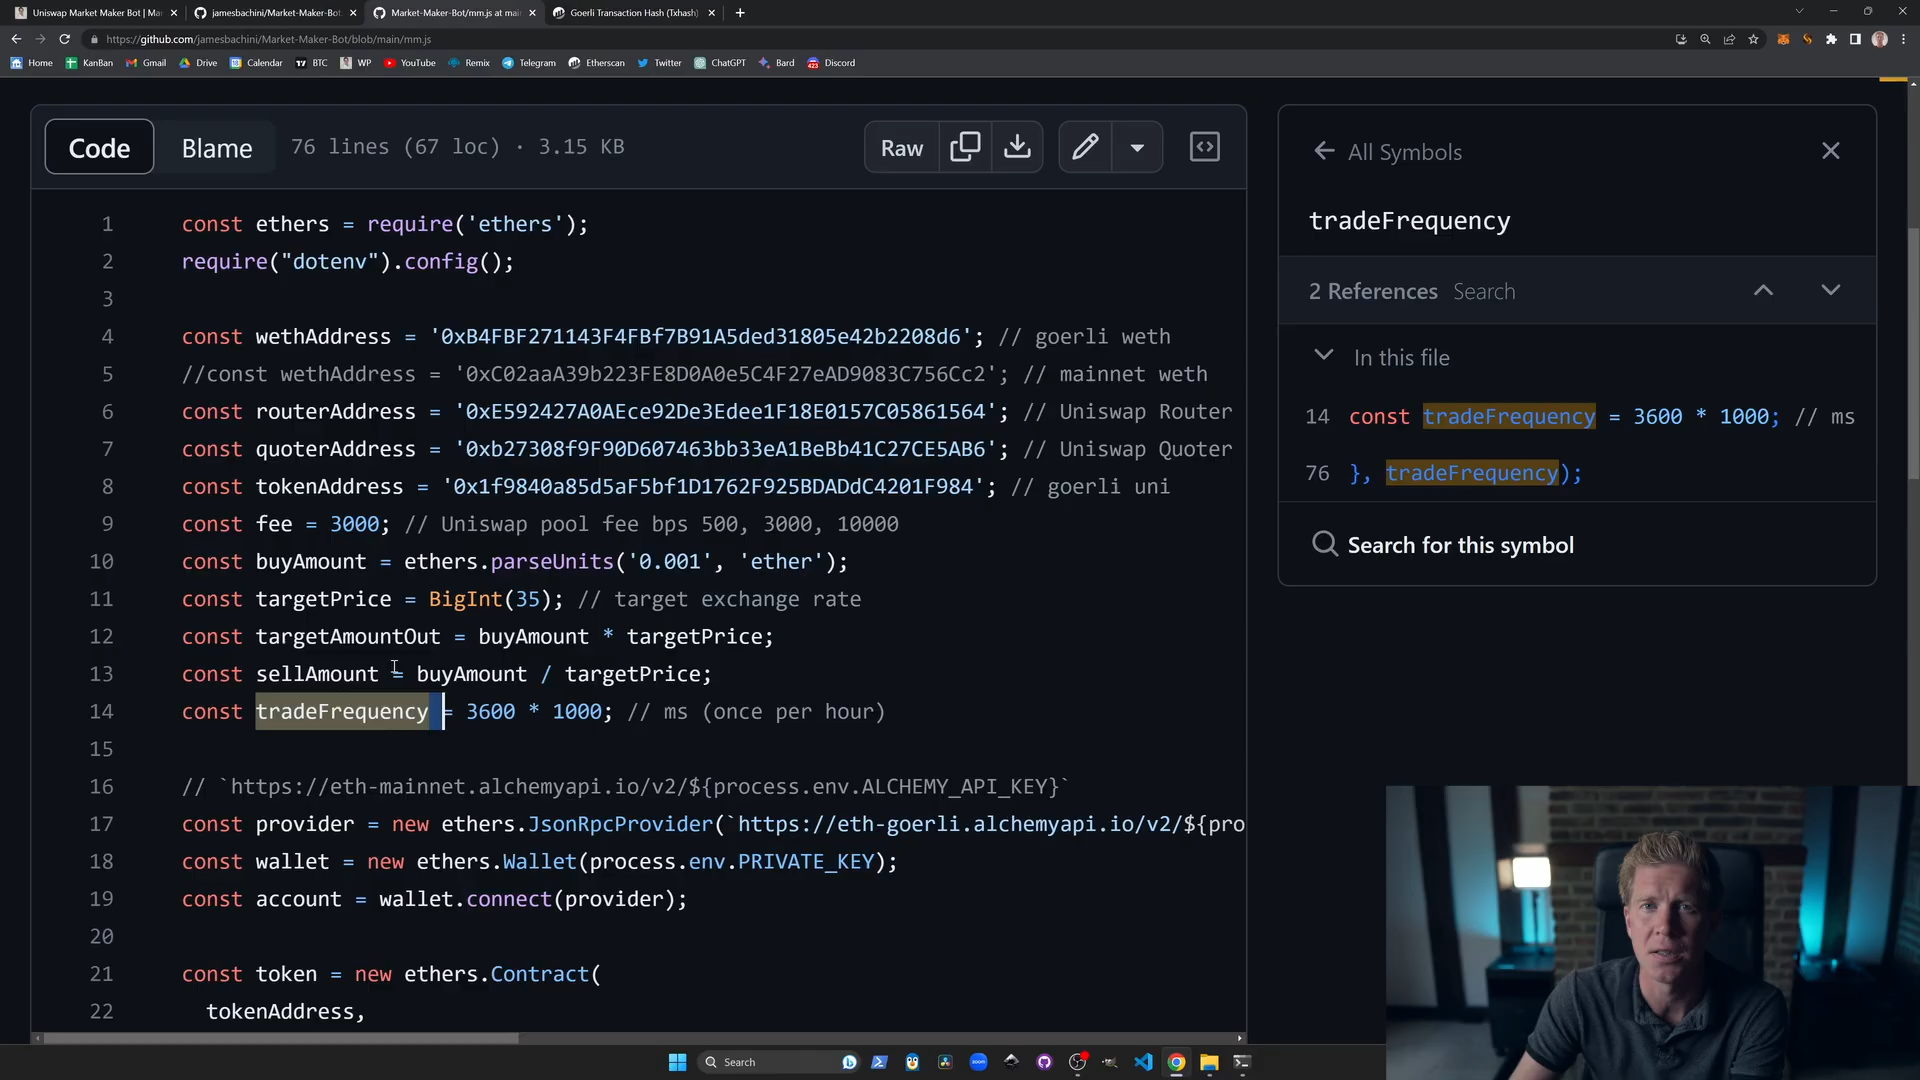 Uniswap Market Maker Bot | Mar
jamesbachini/Market-Maker-Bot:
Market-Maker-Bot/mm.js at main
Goerli Transaction Hash (Txhash)
https://github.com/jamesbachini/Market-Maker-Bot/blob/main/mm.js
Home KanBan Gmail Drive Calendar BTC WP YouTube Remix Telegram Etherscan Twitter ChatGPT Bard Discord
Code Blame 76 lines (67 loc) · 3.15 KB Raw
1 const ethers = require('ethers');
2 require("dotenv").config();
3
4 const wethAddress = '0xB4FBF271143F4FBf7B91A5ded31805e42b2208d6'; // goerli weth
5 //const wethAddress = '0xC02aaA39b223FE8D0A0e5C4F27eAD9083C756Cc2'; // mainnet weth
6 const routerAddress = '0xE592427A0AEce92De3Edee1F18E0157C05861564'; // Uniswap Router
7 const quoterAddress = '0xb27308f9F90D607463bb33eA1BeBb41C27CE5AB6'; // Uniswap Quoter
8 const tokenAddress = '0x1f9840a85d5aF5bf1D1762F925BDADdC4201F984'; // goerli uni
9 const fee = 3000; // Uniswap pool fee bps 500, 3000, 10000
10 const buyAmount = ethers.parseUnits('0.001', 'ether');
11 const targetPrice = BigInt(35); // target exchange rate
12 const targetAmountOut = buyAmount * targetPrice;
13 const sellAmount = buyAmount / targetPrice;
14 const tradeFrequency = 3600 * 1000; // ms (once per hour)
15
16 // `https://eth-mainnet.alchemyapi.io/v2/${process.env.ALCHEMY_API_KEY}`
17 const provider = new ethers.JsonRpcProvider(`https://eth-goerli.alchemyapi.io/v2/${pro
18 const wallet = new ethers.Wallet(process.env.PRIVATE_KEY);
19 const account = wallet.connect(provider);
20
21 const token = new ethers.Contract(
22 tokenAddress,
All Symbols
tradeFrequency
2 References Search
In this file
14 const tradeFrequency = 3600 * 1000; // ms
76 }, tradeFrequency);
Search for this symbol
Search